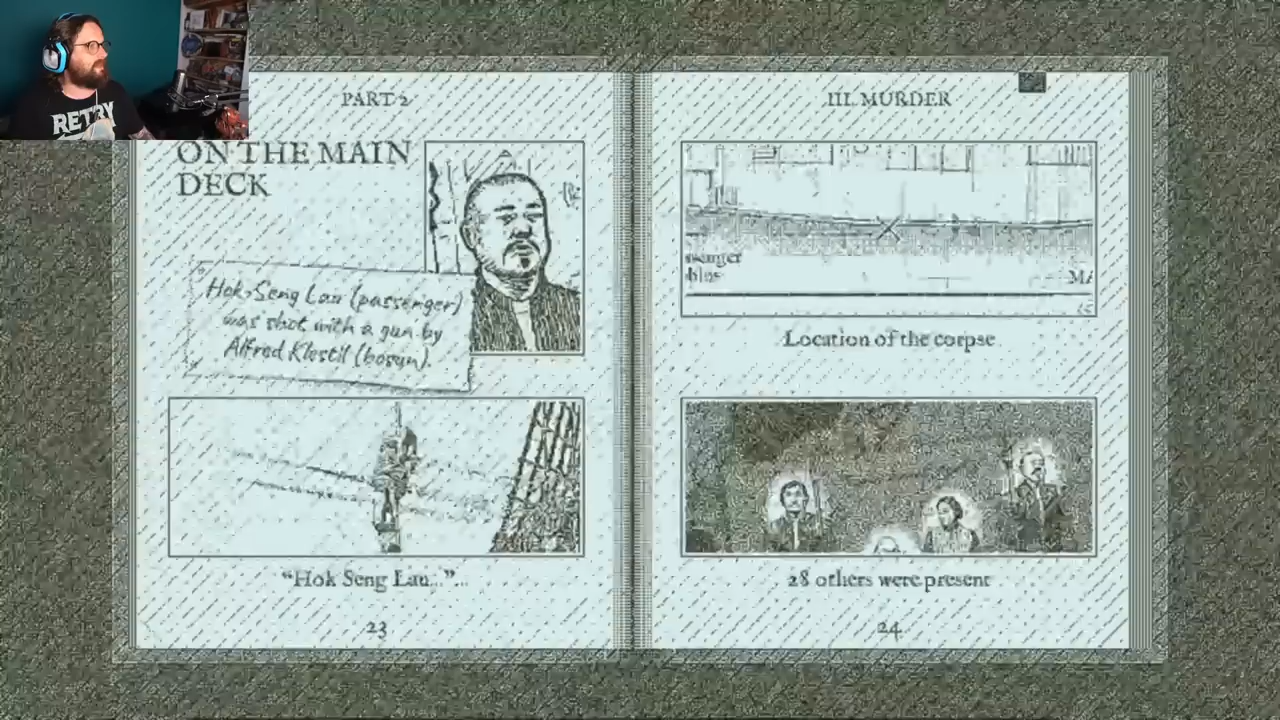 RETRY
PART 2
ON THE MAIN
DECK
Hok-Seng Lau (passenger)
was shot with a gun by
Alfred Klestil (bosun).
"Hok Seng Lau..."...
23
III. MURDER
Location of the corpse
28 others were present
24